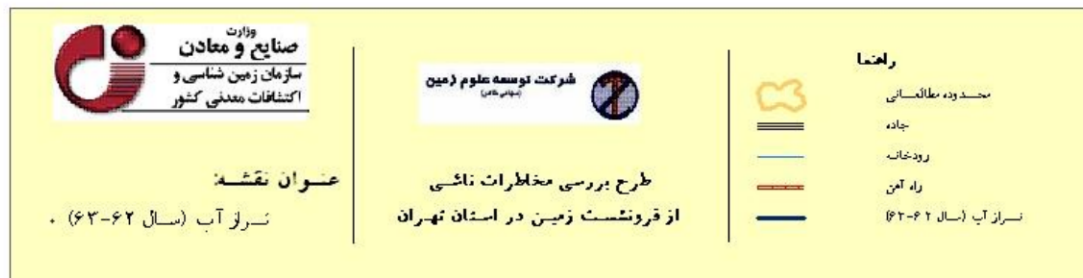 راهنما
محدوده مطالعاتی
جاده
رودخانه
راه آهن
تراز آب (سال ۶۲-۶۳)
شرکت توسعه علوم زمین
(سهامی خاص)
طرح بررسی مخاطرات ناشی
از فرونشست زمین در استان تهران
وزارت
صنایع و معادن
سازمان زمین شناسی و
اکتشافات معدنی کشور
عنوان نقشه:
تراز آب (سال ۶۲-۶۳) .